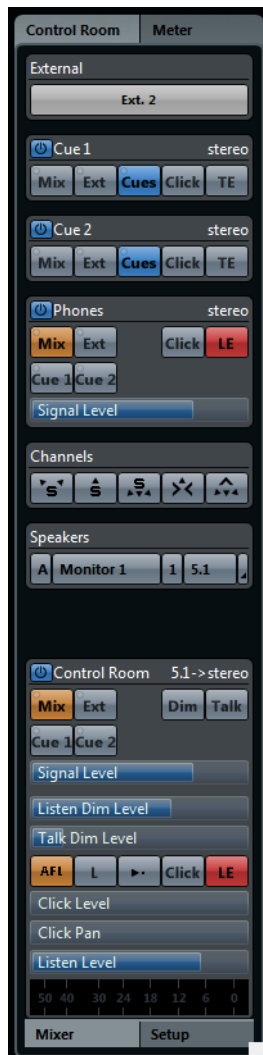 Control Room Meter
External
Ext. 2
Cue 1 stereo
Mix Ext Cues Click TE
Cue 2 stereo
Mix Ext Cues Click TE
Phones stereo
Mix Ext Click LE
Cue 1 Cue 2
Signal Level
Channels
S S S
Speakers
A Monitor 1 1 5.1
Control Room 5.1->stereo
Mix Ext Dim Talk
Cue 1 Cue 2
Signal Level
Listen Dim Level
Talk Dim Level
AFL L Click LE
Click Level
Click Pan
Listen Level
50 40 30 24 18 12 6 0
Mixer Setup